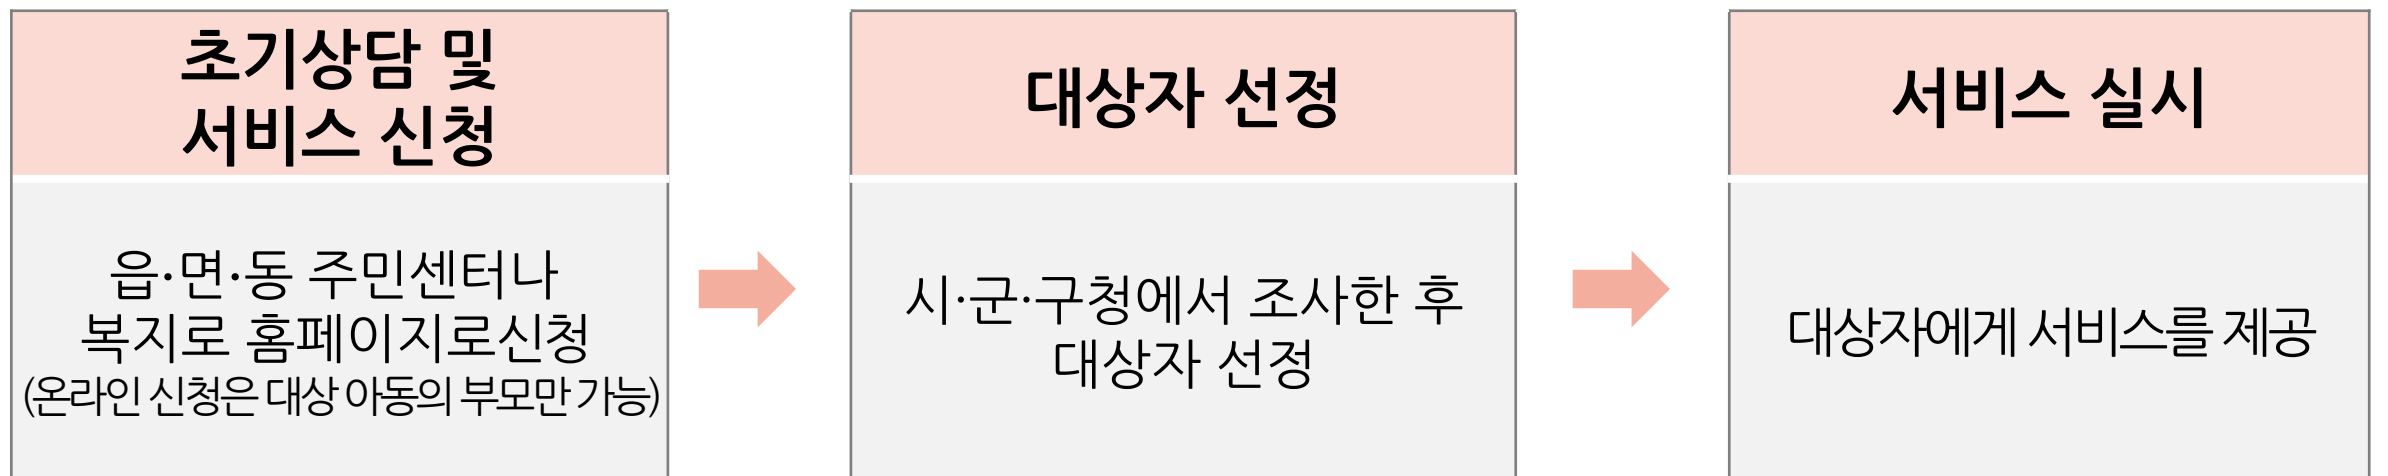 초기상담 및
서비스 신청
읍·면·동 주민센터나
복지로 홈페이지로신청
(온라인 신청은 대상 아동의 부모만 가능)
대상자 선정
시·군·구청에서 조사한 후
대상자 선정
서비스 실시
대상자에게 서비스를 제공